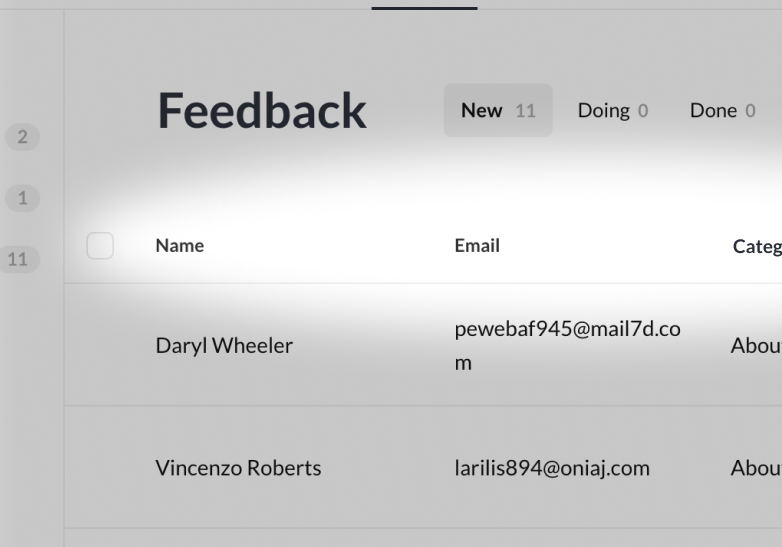 Feedback
New 11 Doing 0 Done 0
2
1
11
Name Email Categ
Daryl Wheeler pewebaf945@mail7d.co
m Abou
Vincenzo Roberts larilis894@oniaj.com Abou